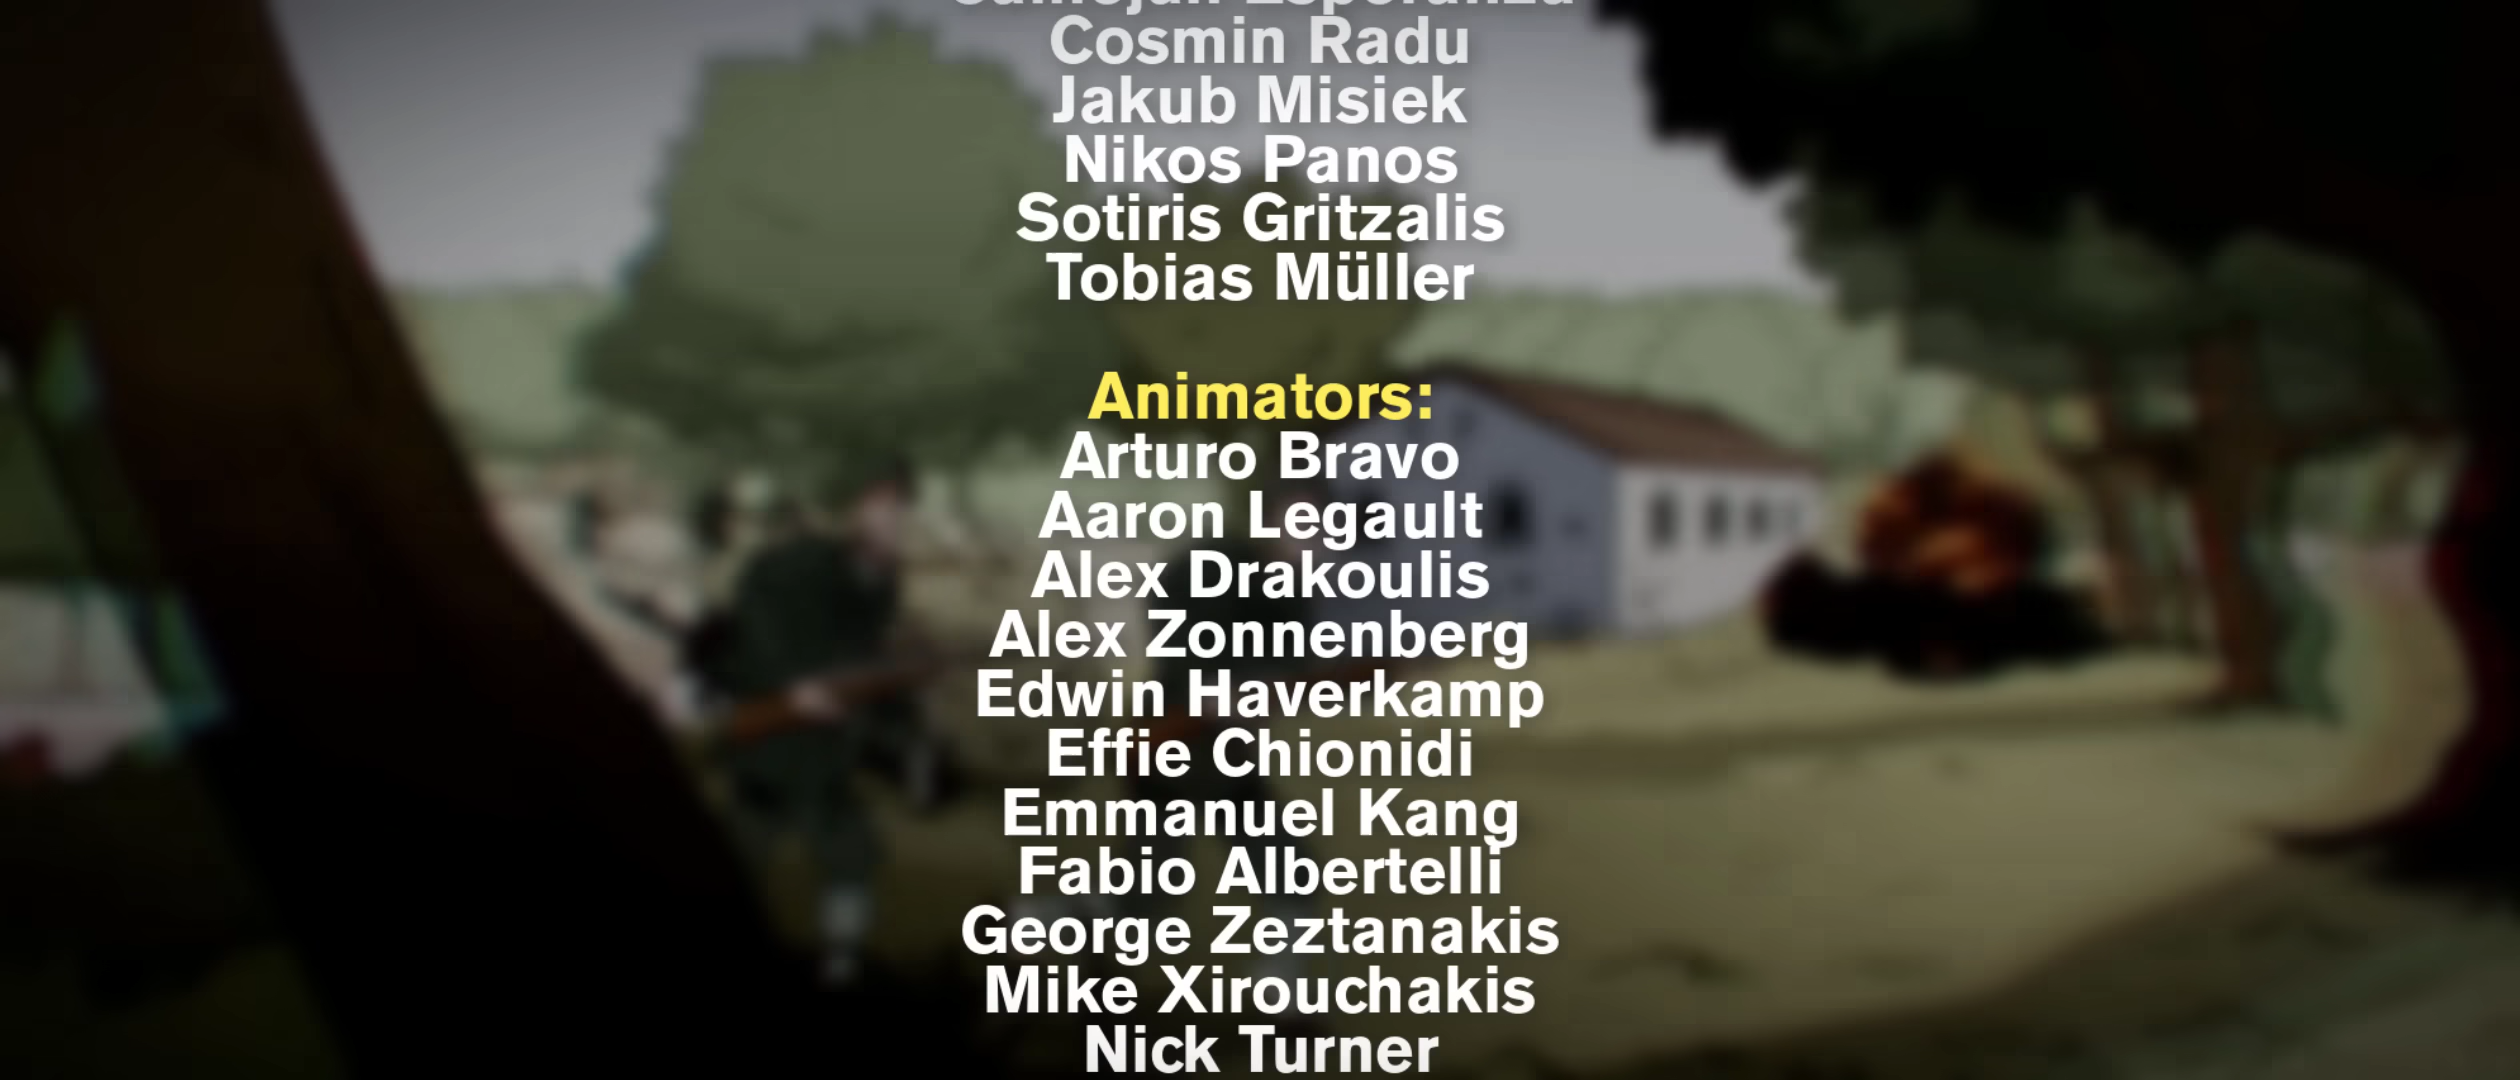 Cosmin Radu
Jakub Misiek
Nikos Panos
Sotiris Gritzalis
Tobias Müller
Animators:
Arturo Bravo
Aaron Legault
Alex Drakoulis
Alex Zonnenberg
Edwin Haverkamp
Effie Chionidi
Emmanuel Kang
Fabio Albertelli
George Zeztanakis
Mike Xirouchakis
Nick Turner